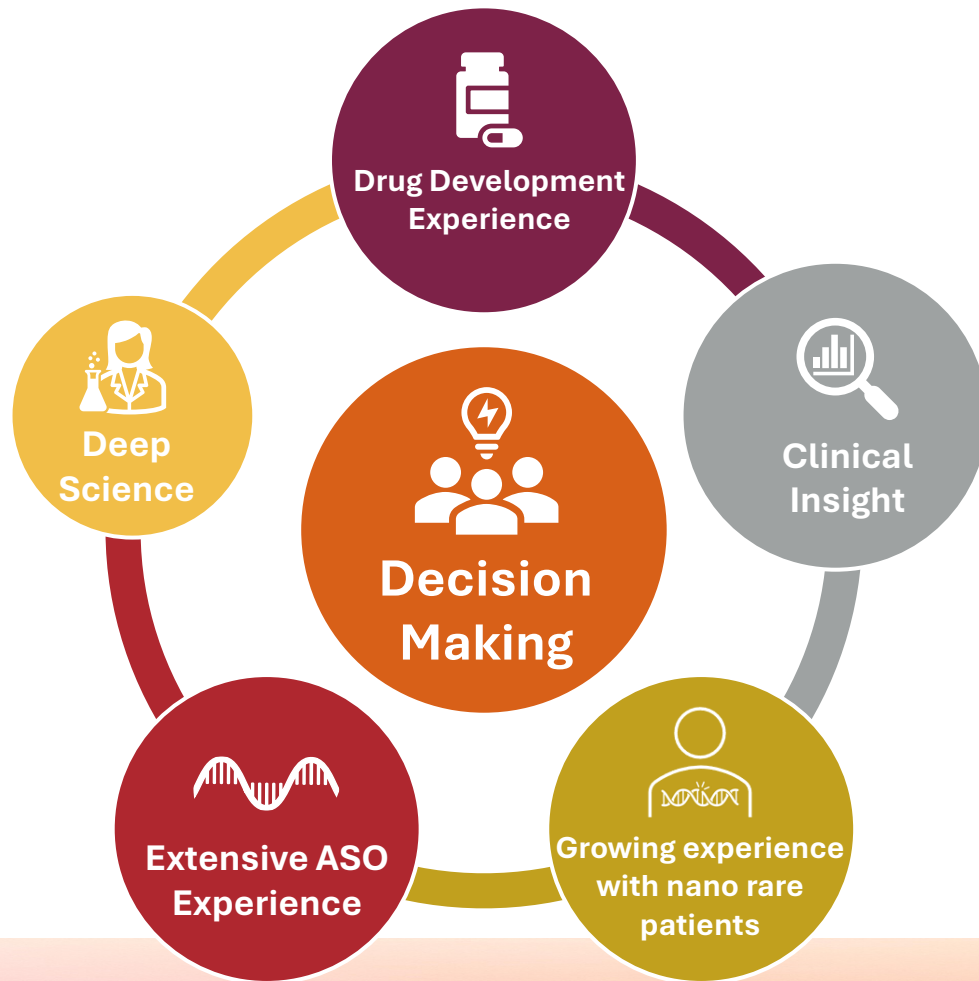 Drug Development
Experience
Clinical
Insight
Growing experience
with nano rare
patients
Extensive ASO
Experience
Deep
Science
Decision
Making